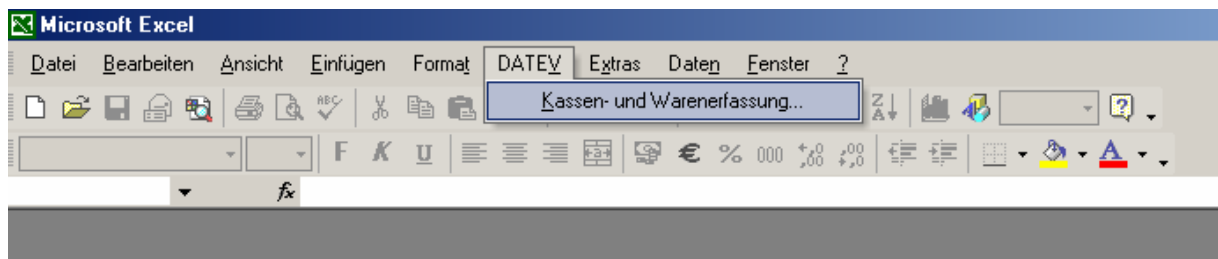 Microsoft Excel
Datei Bearbeiten Ansicht Einfügen Format DATEV Extras Daten Fenster ?
Kassen- und Warenerfassung...
F K U € % 000
fx